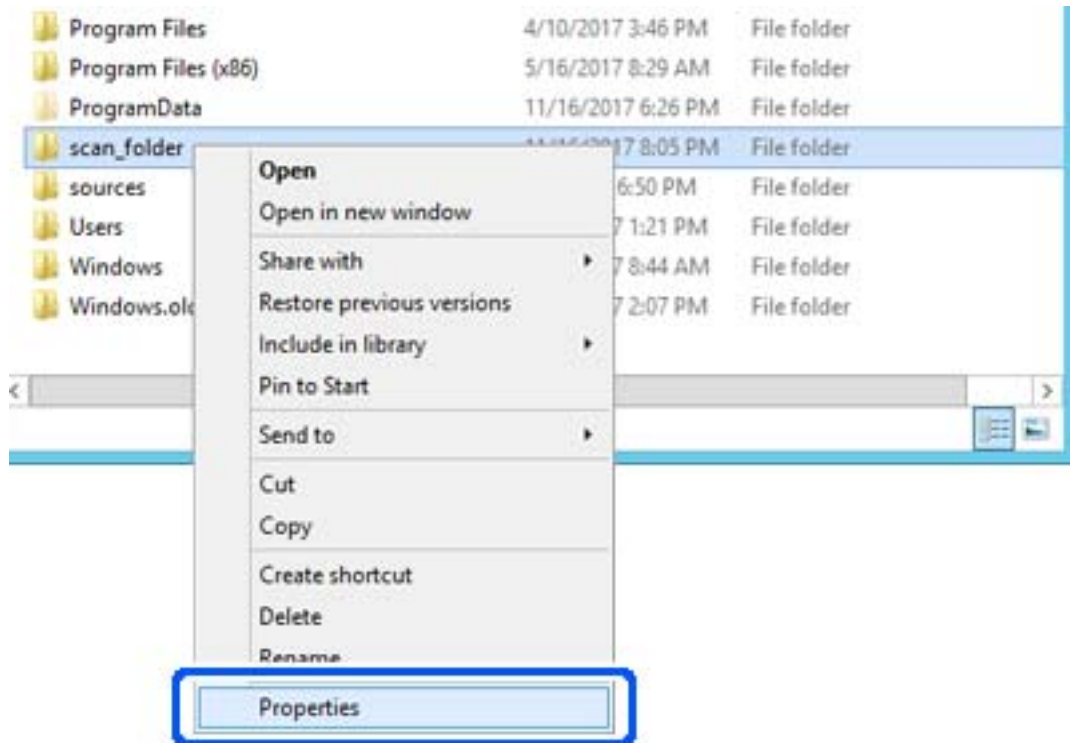 Program Files 4/10/2017 3:46 PM File folder
Program Files (x86) 5/16/2017 8:29 AM File folder
ProgramData 11/16/2017 6:26 PM File folder
scan_folder 8:05 PM File folder
sources 6:50 PM File folder
Users 1:21 PM File folder
Windows 8:44 AM File folder
Windows.old 2:07 PM File folder
Open
Open in new window
Share with
Restore previous versions
Include in library
Pin to Start
Send to
Cut
Copy
Create shortcut
Delete
Rename
Properties